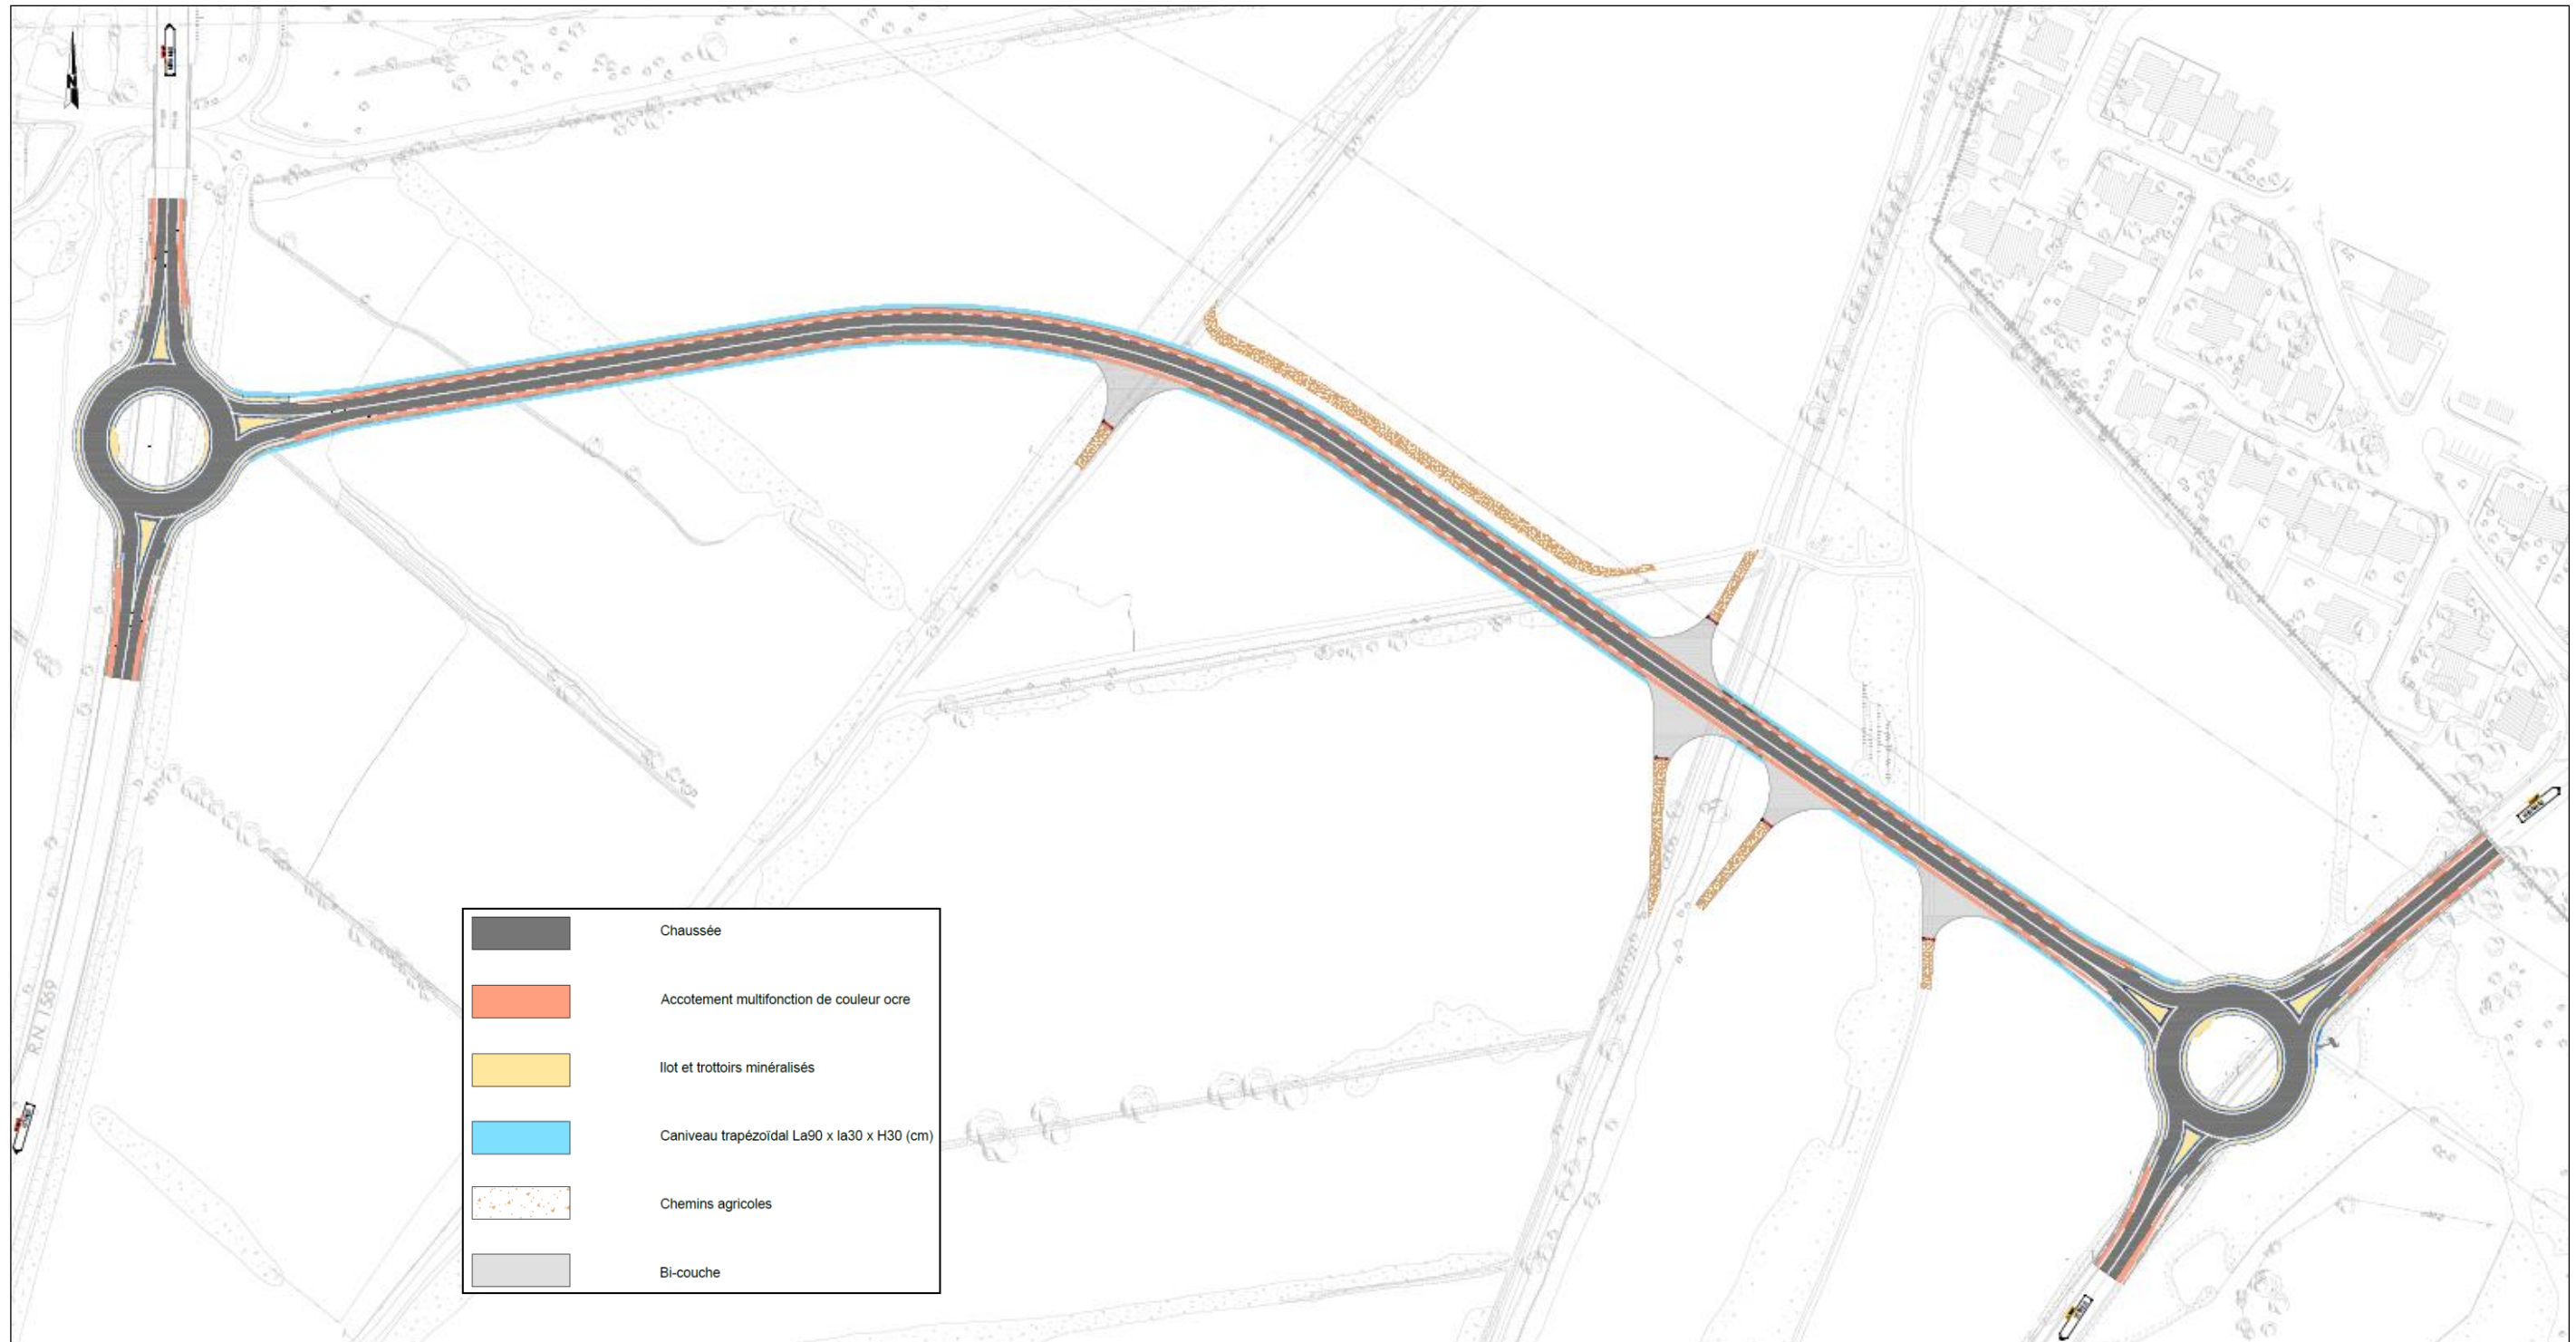 N
Chaussée
Accotement multifonction de couleur ocre
Ilot et trottoirs minéralisés
Caniveau trapézoïdal La90 x la30 x H30 (cm)
Chemins agricoles
Bi-couche
R.N. 1569